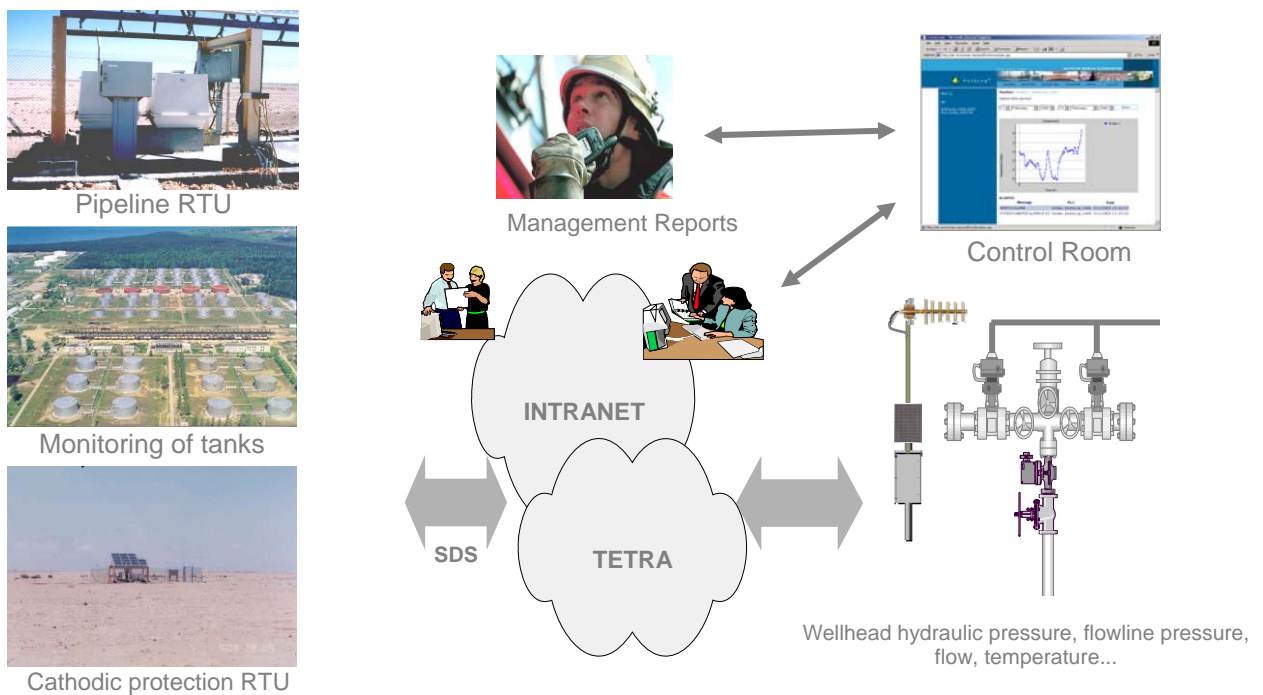 Pipeline RTU
Management Reports
Control Room
Monitoring of tanks
INTRANET
SDS
TETRA
Wellhead hydraulic pressure, flowline pressure,
flow, temperature...
Cathodic protection RTU